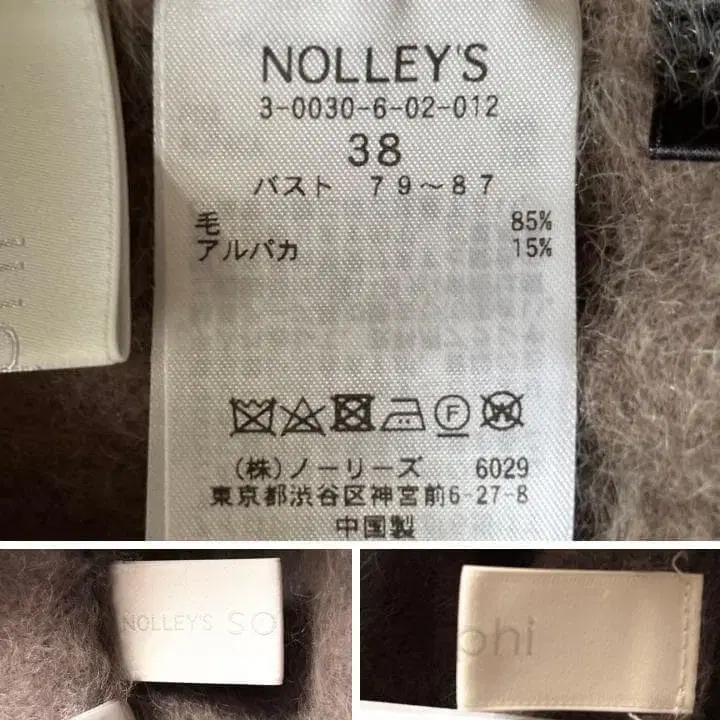 NOLLEY'S
3-0030-6-02-012
38
バスト 79～87
毛 85%
アルパカ 15%
F
W
(株)ノーリーズ 6029
東京都渋谷区神宮前6-27-8
中国製
NOLLEY'S SO
phi